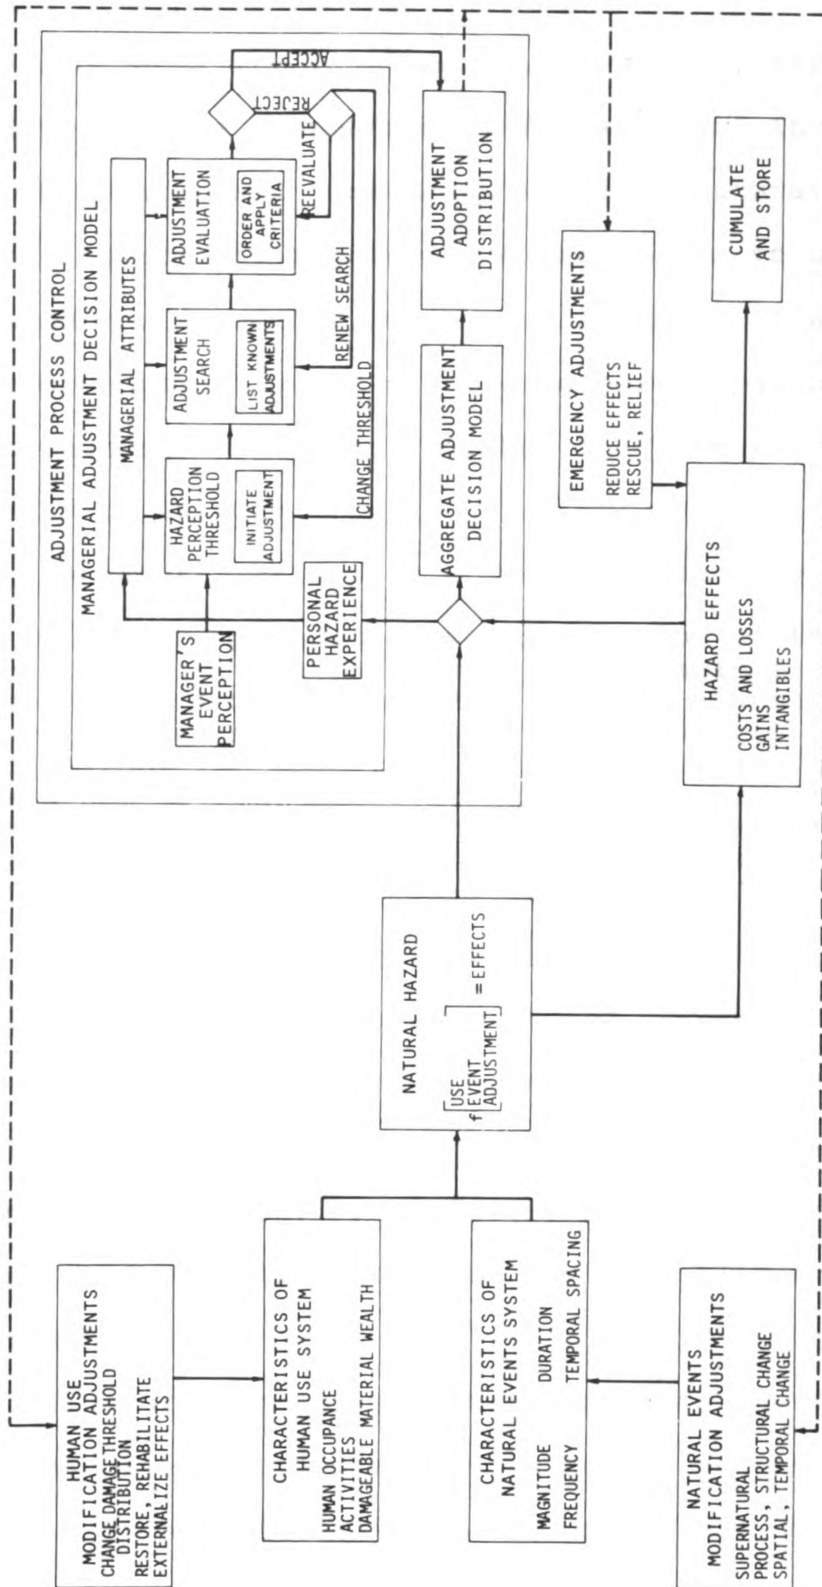 HUMAN USE
MODIFICATION ADJUSTMENTS
CHANGE DAMAGE THRESHOLD
DISTRIBUTION
RESTORE, REHABILITATE
EXTERNALIZE EFFECTS
CHARACTERISTICS OF
HUMAN USE SYSTEM
HUMAN OCCUPANCE
ACTIVITIES
DAMAGEABLE MATERIAL WEALTH
CHARACTERISTICS OF
NATURAL EVENTS SYSTEM
MAGNITUDE DURATION
FREQUENCY TEMPORAL SPACING
NATURAL EVENTS
MODIFICATION ADJUSTMENTS
SUPERNATURAL
PROCESS, STRUCTURAL CHANGE
SPATIAL, TEMPORAL CHANGE
NATURAL HAZARD
USE
f EVENT = EFFECTS
ADJUSTMENT
ADJUSTMENT PROCESS CONTROL
MANAGERIAL ADJUSTMENT DECISION MODEL
MANAGERIAL ATTRIBUTES
MANAGER'S
EVENT
PERCEPTION
HAZARD
PERCEPTION
THRESHOLD
INITIATE
ADJUSTMENT
ADJUSTMENT
SEARCH
LIST KNOWN
ADJUSTMENTS
ADJUSTMENT
EVALUATION
ORDER AND
APPLY
CRITERIA
ACCEPT
REJECT
REEVALUATE
RENEW SEARCH
CHANGE THRESHOLD
PERSONAL
HAZARD
EXPERIENCE
AGGREGATE ADJUSTMENT
DECISION MODEL
ADJUSTMENT
ADOPTION
DISTRIBUTION
EMERGENCY ADJUSTMENTS
REDUCE EFFECTS
RESCUE, RELIEF
HAZARD EFFECTS
COSTS AND LOSSES
GAINS
INTANGIBLES
CUMULATE
AND STORE